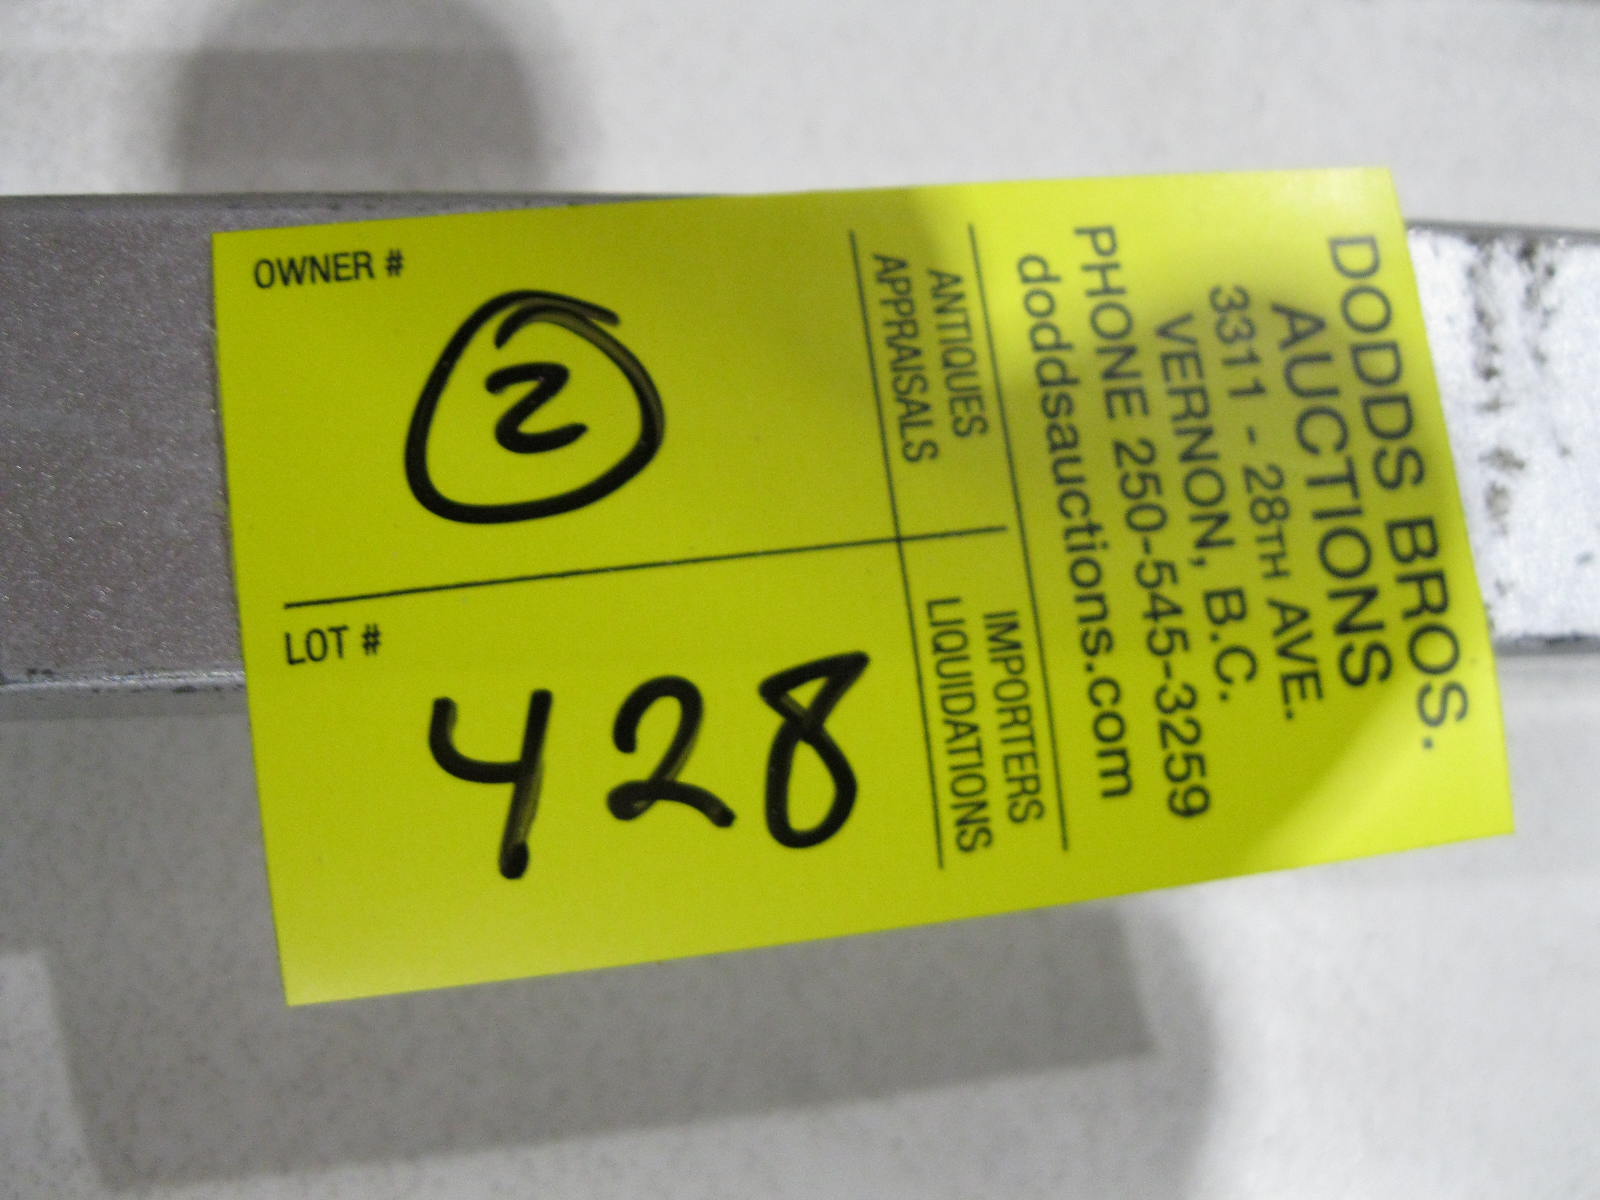 DODDS BROS.
AUCTIONS
3311 - 28TH AVE.
VERNON, B.C.
PHONE 250-545-3259
doddsauctions.com
ANTIQUES
APPRAISALS
IMPORTERS
LIQUIDATIONS
OWNER #
2
LOT #
428